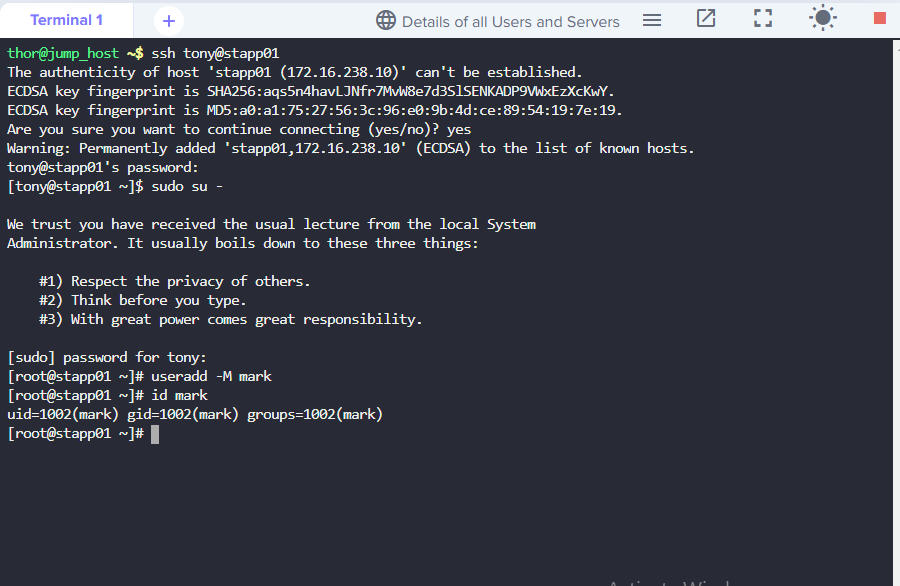 Terminal 1
+
Details of all Users and Servers
thor@jump_host ~$ ssh tony@stapp01
The authenticity of host 'stapp01 (172.16.238.10)' can't be established.
ECDSA key fingerprint is SHA256:aqs5n4havLJNfr7MvW8e7d3SlSENKADP9VWxEzXcKwY.
ECDSA key fingerprint is MD5:a0:a1:75:27:56:3c:96:e0:9b:4d:ce:89:54:19:7e:19.
Are you sure you want to continue connecting (yes/no)? yes
Warning: Permanently added 'stapp01,172.16.238.10' (ECDSA) to the list of known hosts.
tony@stapp01's password:
[tony@stapp01 ~]$ sudo su -
We trust you have received the usual lecture from the local System
Administrator. It usually boils down to these three things:
#1) Respect the privacy of others.
#2) Think before you type.
#3) With great power comes great responsibility.
[sudo] password for tony:
[root@stapp01 ~]# useradd -M mark
[root@stapp01 ~]# id mark
uid=1002(mark) gid=1002(mark) groups=1002(mark)
[root@stapp01 ~]#